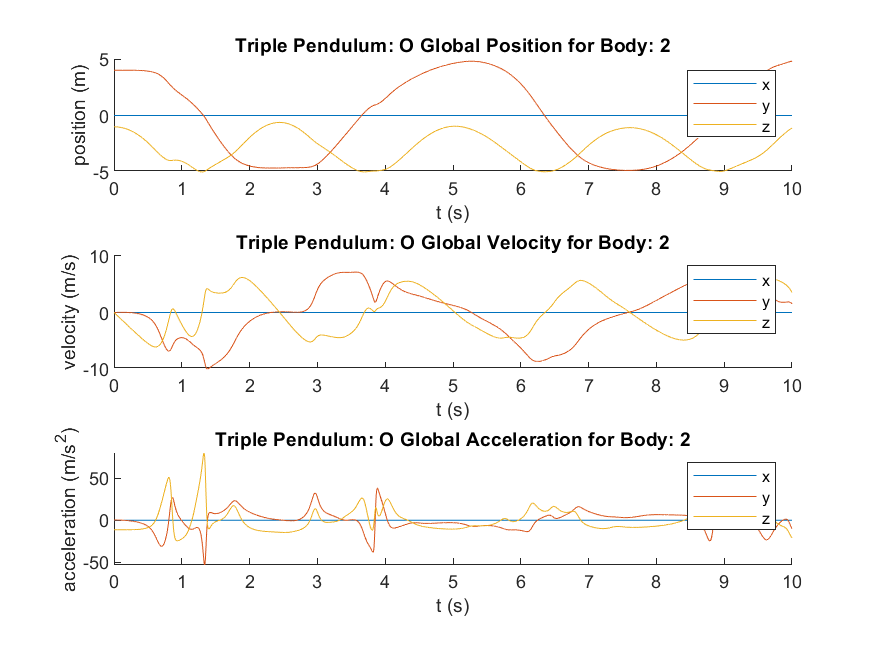 Triple Pendulum: O Global Position for Body: 2
position (m)
5
0
-5
x
y
z
0 1 2 3 4 5 6 7 8 9 10
t (s)
Triple Pendulum: O Global Velocity for Body: 2
velocity (m/s)
10
0
-10
x
y
z
0 1 2 3 4 5 6 7 8 9 10
t (s)
Triple Pendulum: O Global Acceleration for Body: 2
acceleration (m/s²)
50
0
-50
x
y
z
0 1 2 3 4 5 6 7 8 9 10
t (s)